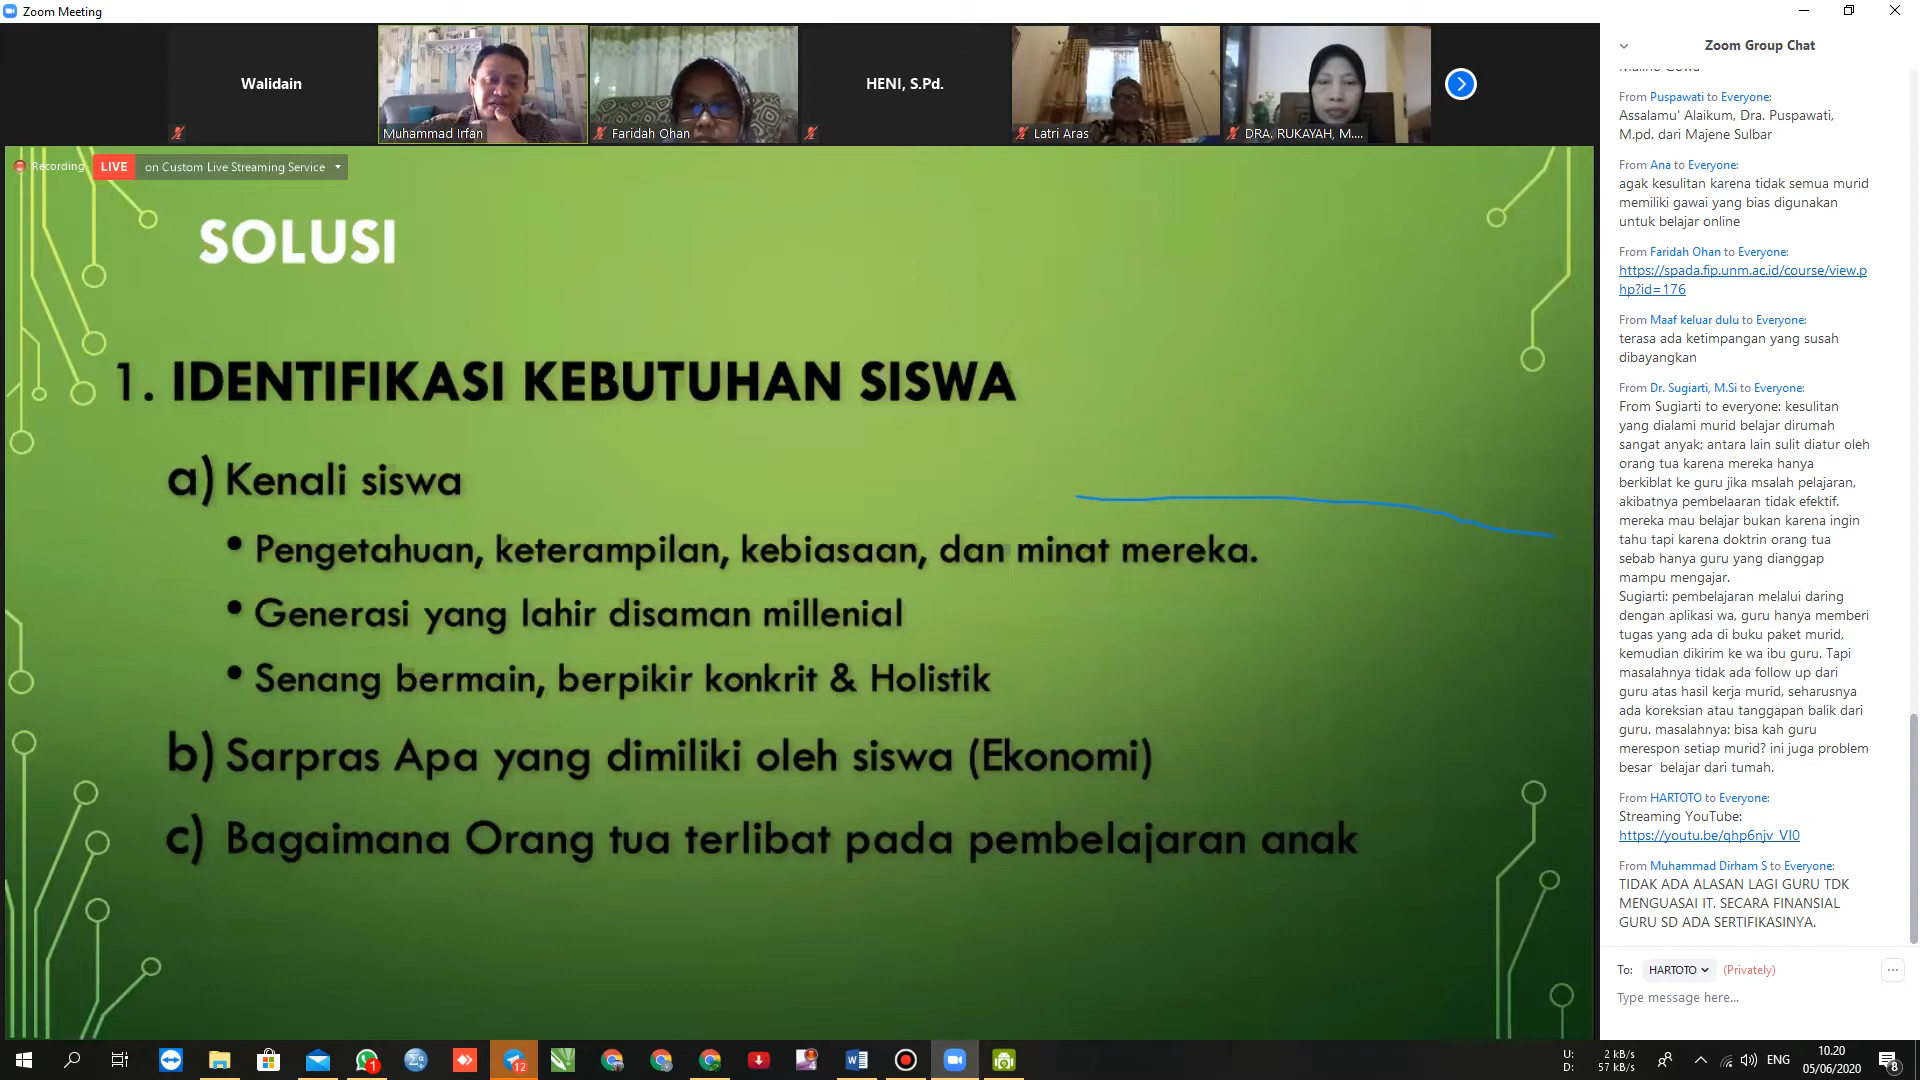 Zoom Meeting
Walidain
Muhammad Irfan
Faridah Ohan
HENI, S.Pd.
Latri Aras
DRA. RUKAYAH, M....
Recording
LIVE on Custom Live Streaming Service
SOLUSI
1. IDENTIFIKASI KEBUTUHAN SISWA
a) Kenali siswa
• Pengetahuan, keterampilan, kebiasaan, dan minat mereka.
• Generasi yang lahir disaman millenial
• Senang bermain, berpikir konkrit & Holistik
b) Sarpras Apa yang dimiliki oleh siswa (Ekonomi)
c) Bagaimana Orang tua terlibat pada pembelajaran anak
Zoom Group Chat
From Puspawati to Everyone:
Assalamu' Alaikum, Dra. Puspawati,
M.pd. dari Majene Sulbar
From Ana to Everyone:
agak kesulitan karena tidak semua murid
memiliki gawai yang bias digunakan
untuk belajar online
From Faridah Ohan to Everyone:
https://spada.fip.unm.ac.id/course/view.p
hp?id=176
From Maaf keluar dulu to Everyone:
terasa ada ketimpangan yang susah
dibayangkan
From Dr. Sugiarti, M.Si to Everyone:
From Sugiarti to everyone: kesulitan
yang dialami murid belajar dirumah
sangat anyak; antara lain sulit diatur oleh
orang tua karena mereka hanya
berkiblat ke guru jika msalah pelajaran,
akibatnya pembelaaran tidak efektif.
mereka mau belajar bukan karena ingin
tahu tapi karena doktrin orang tua
sebab hanya guru yang dianggap
mampu mengajar.
Sugiarti: pembelajaran melalui daring
dengan aplikasi wa, guru hanya memberi
tugas yang ada di buku paket murid,
kemudian dikirim ke wa ibu guru. Tapi
masalahnya tidak ada follow up dari
guru atas hasil kerja murid, seharusnya
ada koreksian atau tanggapan balik dari
guru. masalahnya: bisa kah guru
merespon setiap murid? ini juga problem
besar belajar dari tumah.
From HARTOTO to Everyone:
Streaming YouTube:
https://youtu.be/qhp6njv_VI0
From Muhammad Dirham S to Everyone:
TIDAK ADA ALASAN LAGI GURU TDK
MENGUASAI IT. SECARA FINANSIAL
GURU SD ADA SERTIFIKASINYA.
To: HARTOTO (Privately)
Type message here...
1
12
4
U: 2 kB/s
D: 57 kB/s
ENG
10.20
05/06/2020
8